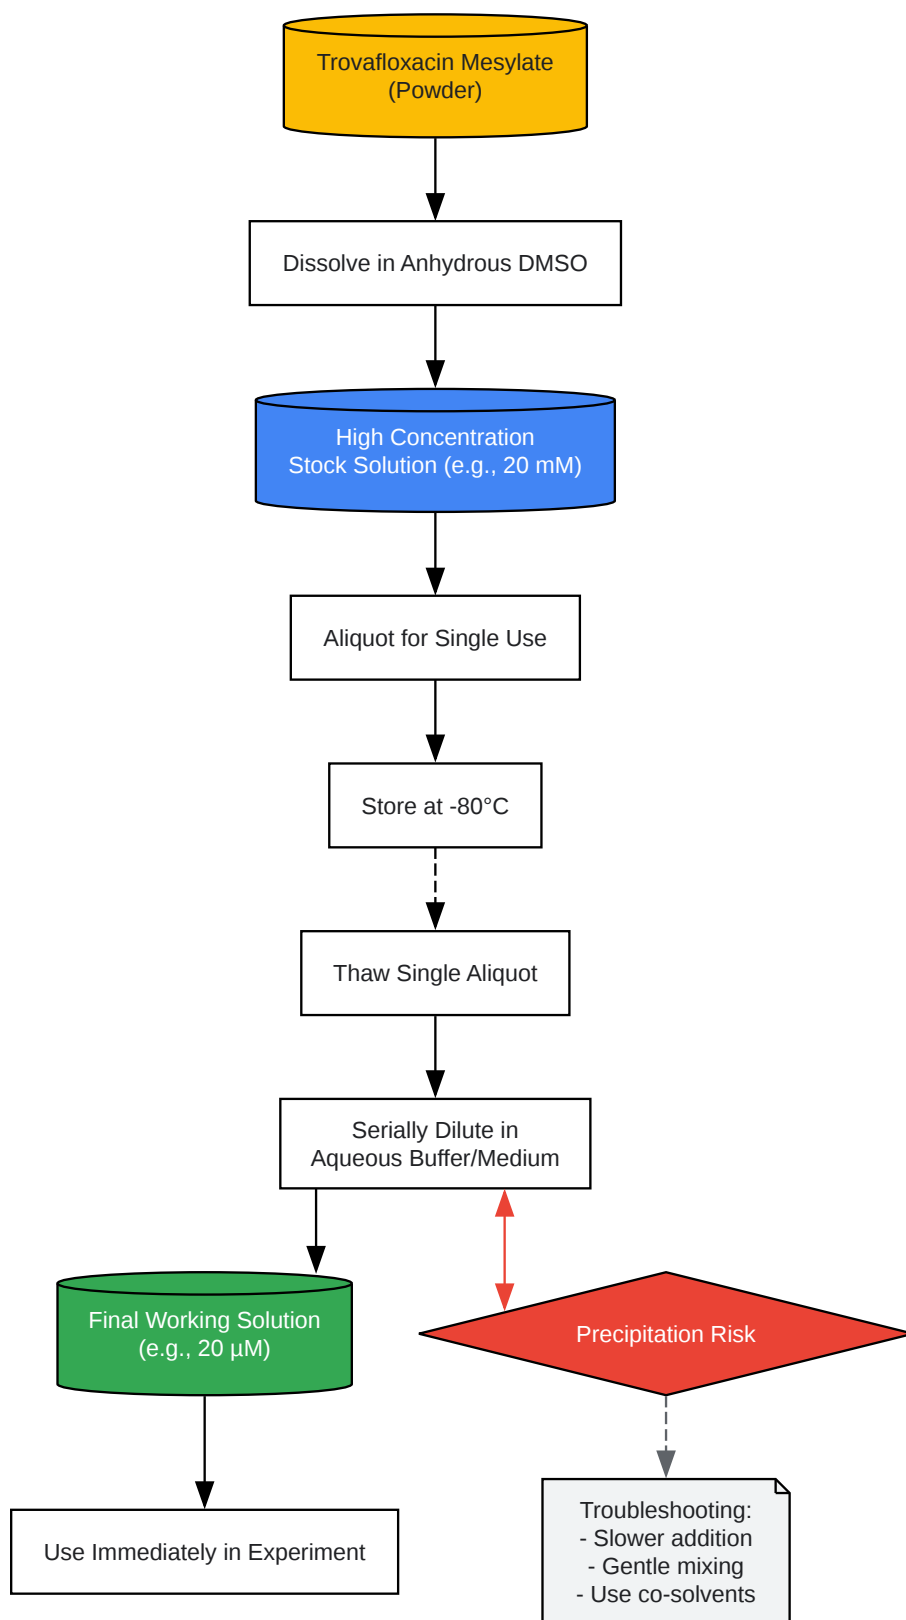 Trovafloxacin Mesylate
(Powder)
Dissolve in Anhydrous DMSO
High Concentration
Stock Solution (e.g., 20 mM)
Aliquot for Single Use
Store at -80°C
Thaw Single Aliquot
Serially Dilute in
Aqueous Buffer/Medium
Final Working Solution
(e.g., 20 µM)
Precipitation Risk
Use Immediately in Experiment
Troubleshooting:
- Slower addition
- Gentle mixing
- Use co-solvents